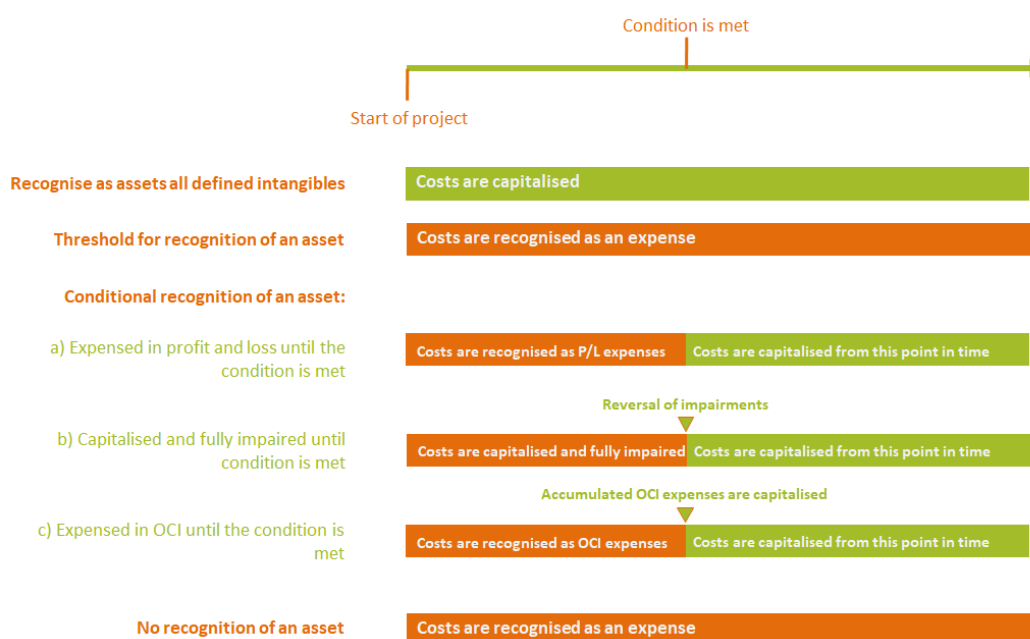 Condition is met
Start of project
Recognise as assets all defined intangibles
Costs are capitalised
Threshold for recognition of an asset
Costs are recognised as an expense
Conditional recognition of an asset:
a) Expensed in profit and loss until the
condition is met
Costs are recognised as P/L expenses
Costs are capitalised from this point in time
Reversal of impairments
b) Capitalised and fully impaired until
condition is met
Costs are capitalised and fully impaired
Costs are capitalised from this point in time
Accumulated OCI expenses are capitalised
c) Expensed in OCI until the condition is
met
Costs are recognised as OCI expenses
Costs are capitalised from this point in time
No recognition of an asset
Costs are recognised as an expense